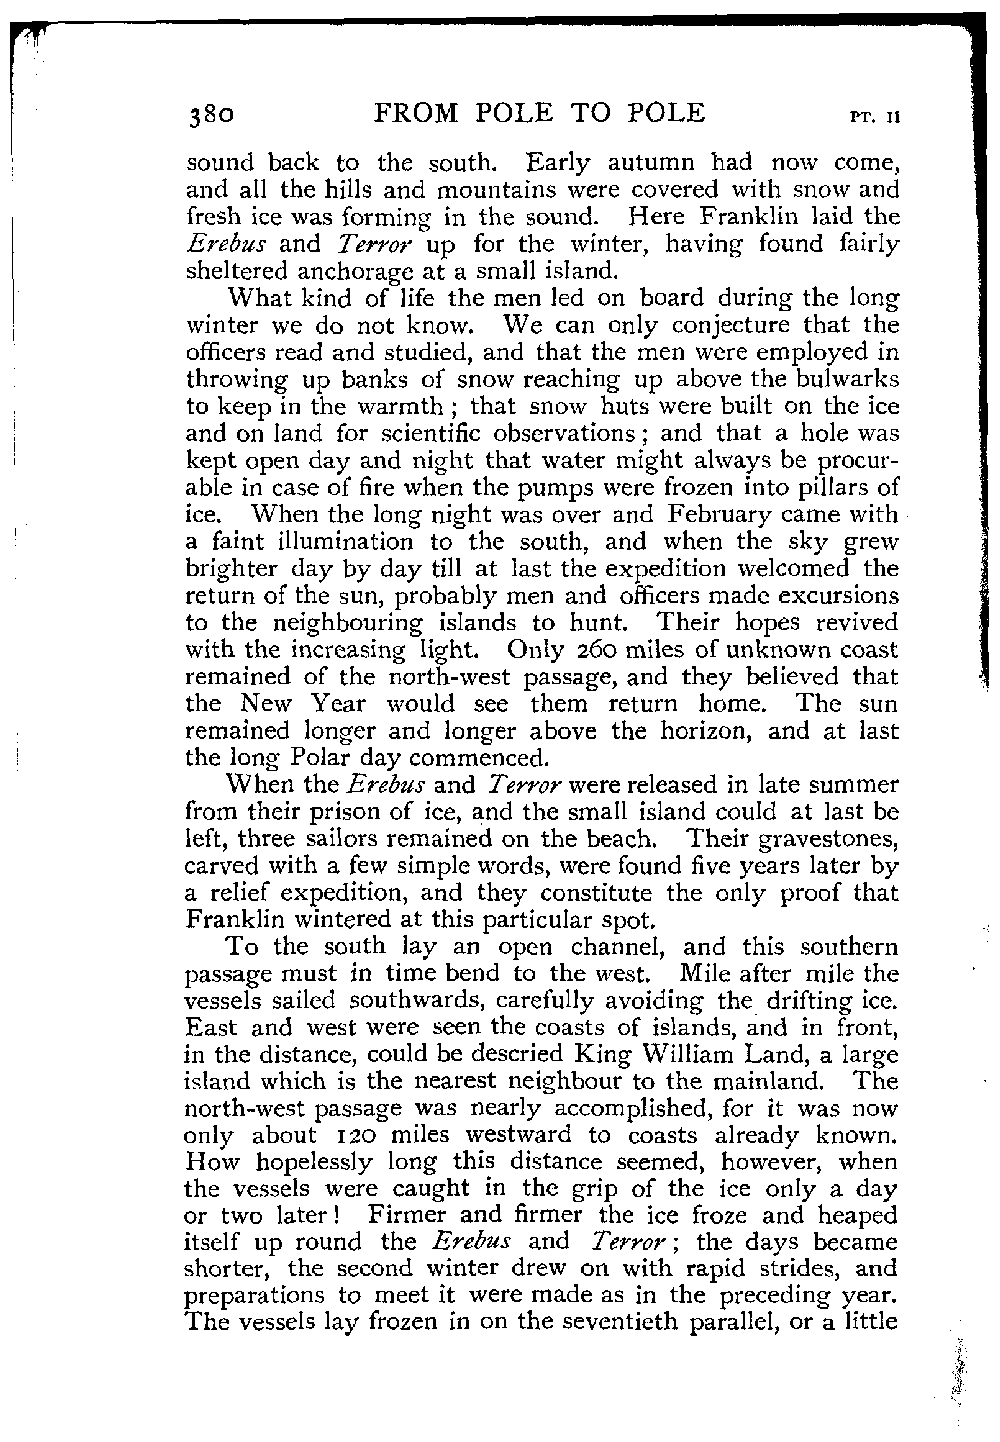 380 FROM POLE TO POLE PT. II
sound back to the south. Early autumn had now come,
and all the hills and mountains were covered with snow and
fresh ice was forming in the sound. Here Franklin laid the
Erebus and Terror up for the winter, having found fairly
sheltered anchorage at a small island.
What kind of life the men led on board during the long
winter we do not know. We can only conjecture that the
officers read and studied, and that the men were employed in
throwing up banks of snow reaching up above the bulwarks
to keep in the warmth ; that snow huts were built on the ice
and on land for scientific observations ; and that a hole was
kept open day and night that water might always be procur-
able in case of fire when the pumps were frozen into pillars of
ice. When the long night was over and February came with
a faint illumination to the south, and when the sky grew
brighter day by day till at last the expedition welcomed the
return of the sun, probably men and officers made excursions
to the neighbouring islands to hunt. Their hopes revived
with the increasing light. Only 260 miles of unknown coast
remained of the north-west passage, and they believed that
the New Year would see them return home. The sun
remained longer and longer above the horizon, and at last
the long Polar day commenced.
When the Erebus and Terror were released in late summer
from their prison of ice, and the small island could at last be
left, three sailors remained on the beach. Their gravestones,
carved with a few simple words, were found five years later by
a relief expedition, and they constitute the only proof that
Franklin wintered at this particular spot.
To the south lay an open channel, and this southern
passage must in time bend to the west. Mile after mile the
vessels sailed southwards, carefully avoiding the drifting ice.
East and west were seen the coasts of islands, and in front,
in the distance, could be descried King William Land, a large
island which is the nearest neighbour to the mainland. The
north-west passage was nearly accomplished, for it was now
only about 120 miles westward to coasts already known.
How hopelessly long this distance seemed, however, when
the vessels were caught in the grip of the ice only a day
or two later ! Firmer and firmer the ice froze and heaped
itself up round the Erebus and Terror ; the days became
shorter, the second winter drew on with rapid strides, and
preparations to meet it were made as in the preceding year.
The vessels lay frozen in on the seventieth parallel, or a little